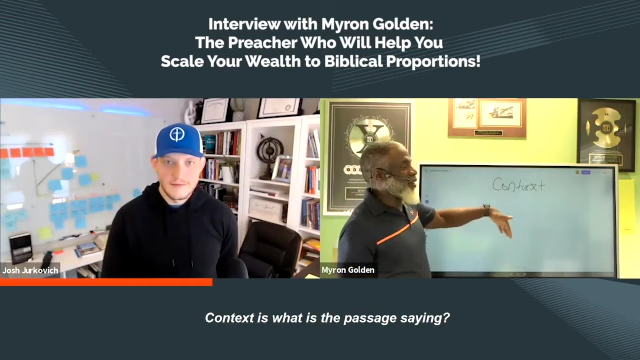 Interview with Myron Golden:
The Preacher Who Will Help You
Scale Your Wealth to Biblical Proportions!
Context
Josh Jurkovich
Myron Golden
Context is what is the passage saying?